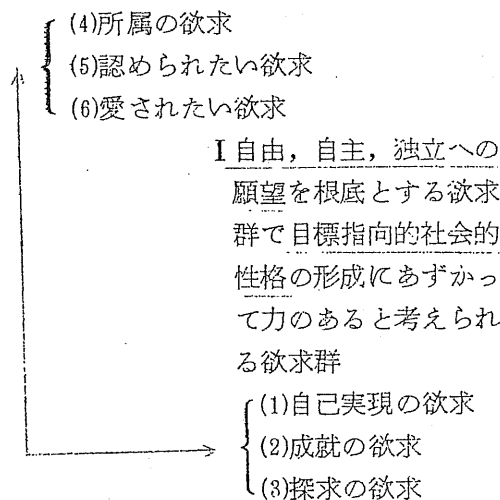 (4)所属の欲求
(5)認められたい欲求
(6)愛されたい欲求
I 自由，自主，独立への
願望を根底とする欲求
群で目標指向的社会的
性格の形成にあずかっ
て力のあると考えられ
る欲求群
(1)自己実現の欲求
(2)成就の欲求
(3)探求の欲求